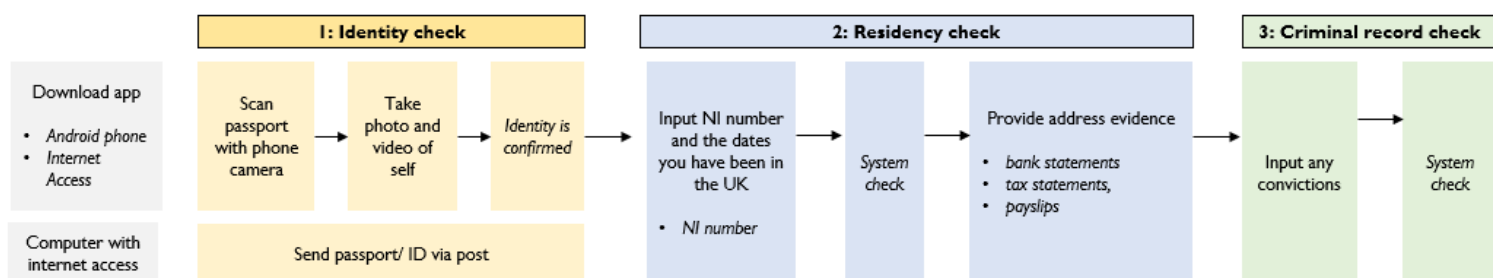 1: Identity check
2: Residency check
3: Criminal record check
Download app
• Android phone
• Internet
Access
Scan
passport
with phone
camera
Take
photo and
video of
self
Identity is
confirmed
Input NI number
and the dates
you have been in
the UK
• NI number
System
check
Provide address evidence
• bank statements
• tax statements,
• payslips
Input any
convictions
System
check
Computer with
internet access
Send passport/ ID via post